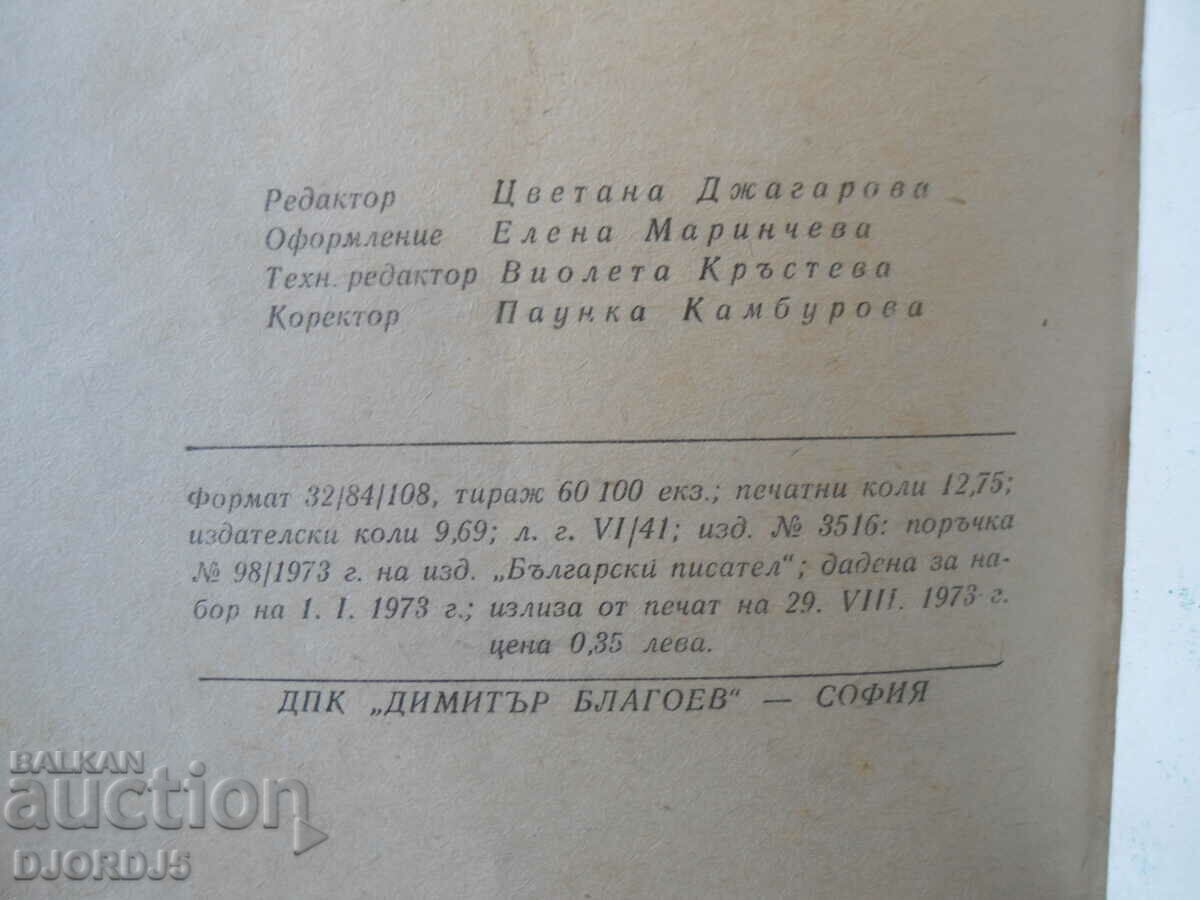 Редактор Цветана Джагарова
Оформление Елена Маринчева
Техн. редактор Виолета Кръстева
Коректор Паунка Камбурова
Формат 32/84/108, тираж 60 100 екз.; печатни коли 12,75;
издателски коли 9,69; л. г. VI/41; изд. № 3516: поръчка
№ 98/1973 г. на изд. „Български писател“; дадена за на-
бор на 1. I. 1973 г.; излиза от печат на 29. VIII. 1973 г.
цена 0,35 лева.
ДПК „ДИМИТЪР БЛАГОЕВ“ — СОФИЯ
BALKAN
auction
DJORDJ5